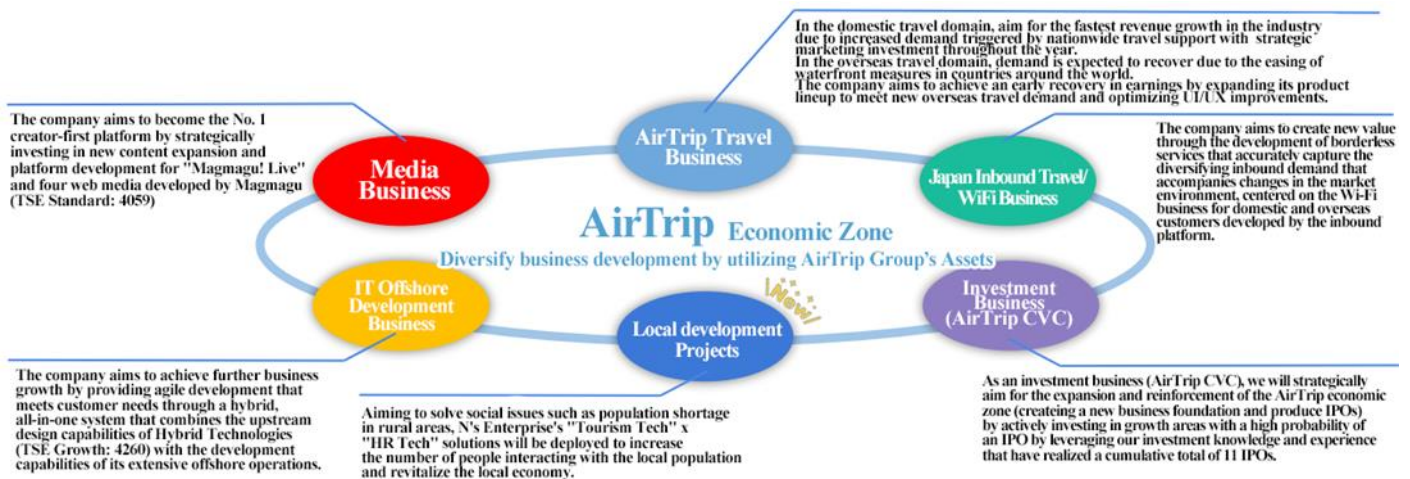 In the domestic travel domain, aim for the fastest revenue growth in the industry
due to increased demand triggered by nationwide travel support with strategic
marketing investment throughout the year.
In the overseas travel domain, demand is expected to recover due to the easing of
waterfront measures in countries around the world.
The company aims to achieve an early recovery in earnings by expanding its product
lineup to meet new overseas travel demand and optimizing UI/UX improvements.
The company aims to become the No. 1
creator-first platform by strategically
investing in new content expansion and
platform development for "Magmagu! Live"
and four web media developed by Magmagu
(TSE Standard: 4059)
Media
Business
AirTrip Travel
Business
Japan Inbound Travel/
WiFi Business
The company aims to create new value
through the development of borderless
services that accurately capture the
diversifying inbound demand that
accompanies changes in the market
environment, centered on the Wi-Fi
business for domestic and overseas
customers developed by the inbound
platform.
AirTrip Economic Zone
Diversify business development by utilizing AirTrip Group's Assets
IT Offshore
Development
Business
New
Local development
Projects
Investment
Business
(AirTrip CVC)
The company aims to achieve further business
growth by providing agile development that
meets customer needs through a hybrid,
all-in-one system that combines the upstream
design capabilities of Hybrid Technologies
(TSE Growth: 4260) with the development
capabilities of its extensive offshore operations.
Aiming to solve social issues such as population shortage
in rural areas, N's Enterprise's "Tourism Tech" x
"HR Tech" solutions will be deployed to increase
the number of people interacting with the local population
and revitalize the local economy.
As an investment business (AirTrip CVC), we will strategically
aim for the expansion and reinforcement of the AirTrip economic
zone (createing a new business foundation and produce IPOs)
by actively investing in growth areas with a high probability of
an IPO by leveraging our investment knowledge and experience
that have realized a cumulative total of 11 IPOs.